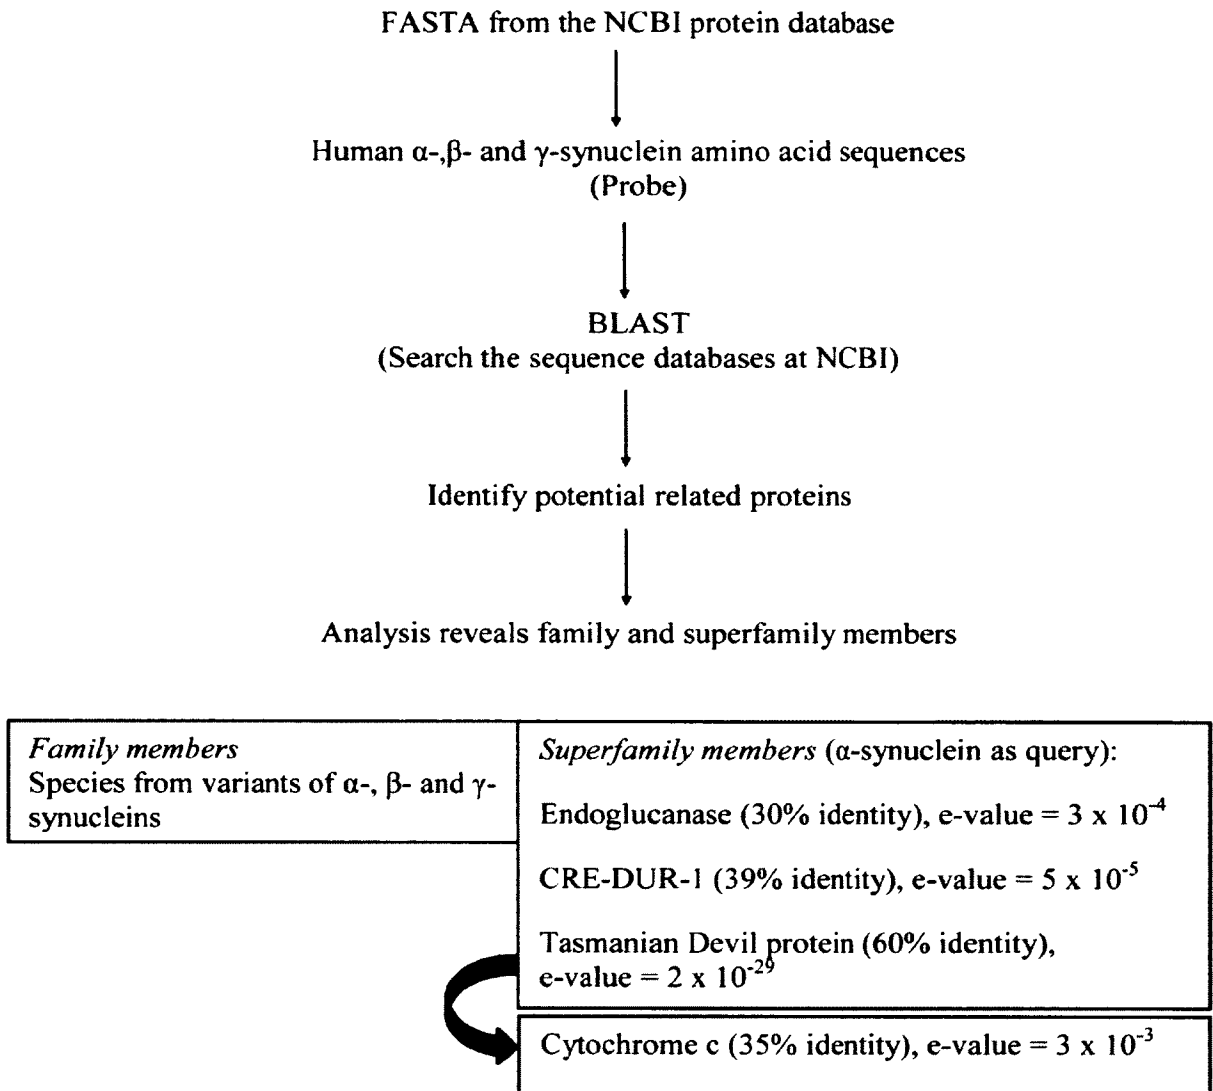 FASTA from the NCBI protein database
Human α-,β- and γ-synuclein amino acid sequences
(Probe)
BLAST
(Search the sequence databases at NCBI)
Identify potential related proteins
Analysis reveals family and superfamily members
Family members
Species from variants of α-, β- and γ-
synucleins
Superfamily members (α-synuclein as query):
Endoglucanase (30% identity), e-value = 3 x 10⁻⁴
CRE-DUR-1 (39% identity), e-value = 5 x 10⁻⁵
Tasmanian Devil protein (60% identity),
e-value = 2 x 10⁻²⁹
Cytochrome c (35% identity), e-value = 3 x 10⁻³